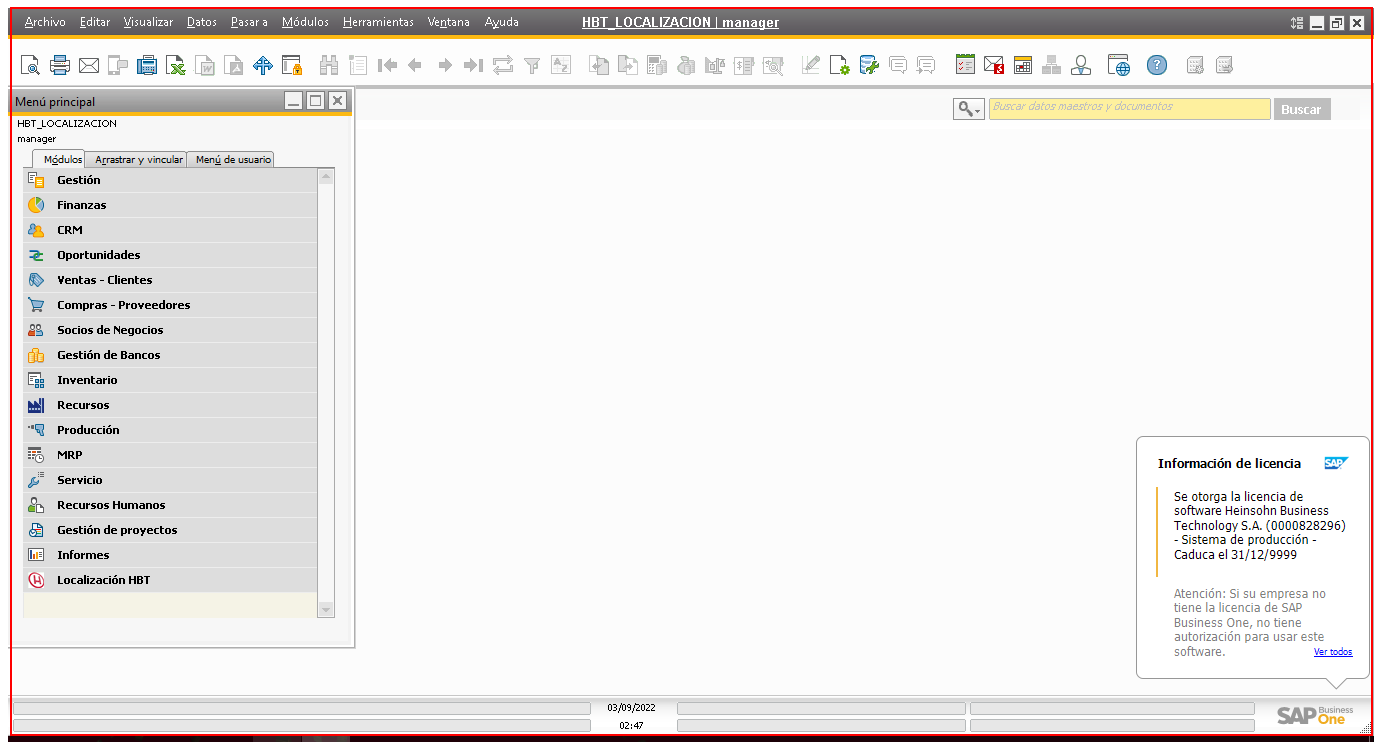 Archivo Editar Visualizar Datos Pasar a Módulos Herramientas Ventana Ayuda HBT_LOCALIZACION | manager
Menú principal
Buscar datos maestros y documentos Buscar
HBT_LOCALIZACION
manager
Módulos Arrastrar y vincular Menú de usuario
Gestión
Finanzas
CRM
Oportunidades
Ventas - Clientes
Compras - Proveedores
Socios de Negocios
Gestión de Bancos
Inventario
Recursos
Producción
MRP
Servicio
Recursos Humanos
Gestión de proyectos
Informes
Localización HBT
Información de licencia SAP
Se otorga la licencia de
software Heinsohn Business
Technology S.A. (0000828296)
- Sistema de producción -
Caduca el 31/12/9999
Atención: Si su empresa no
tiene la licencia de SAP
Business One, no tiene
autorización para usar este
software. Ver todos
03/09/2022
02:47
SAP Business One